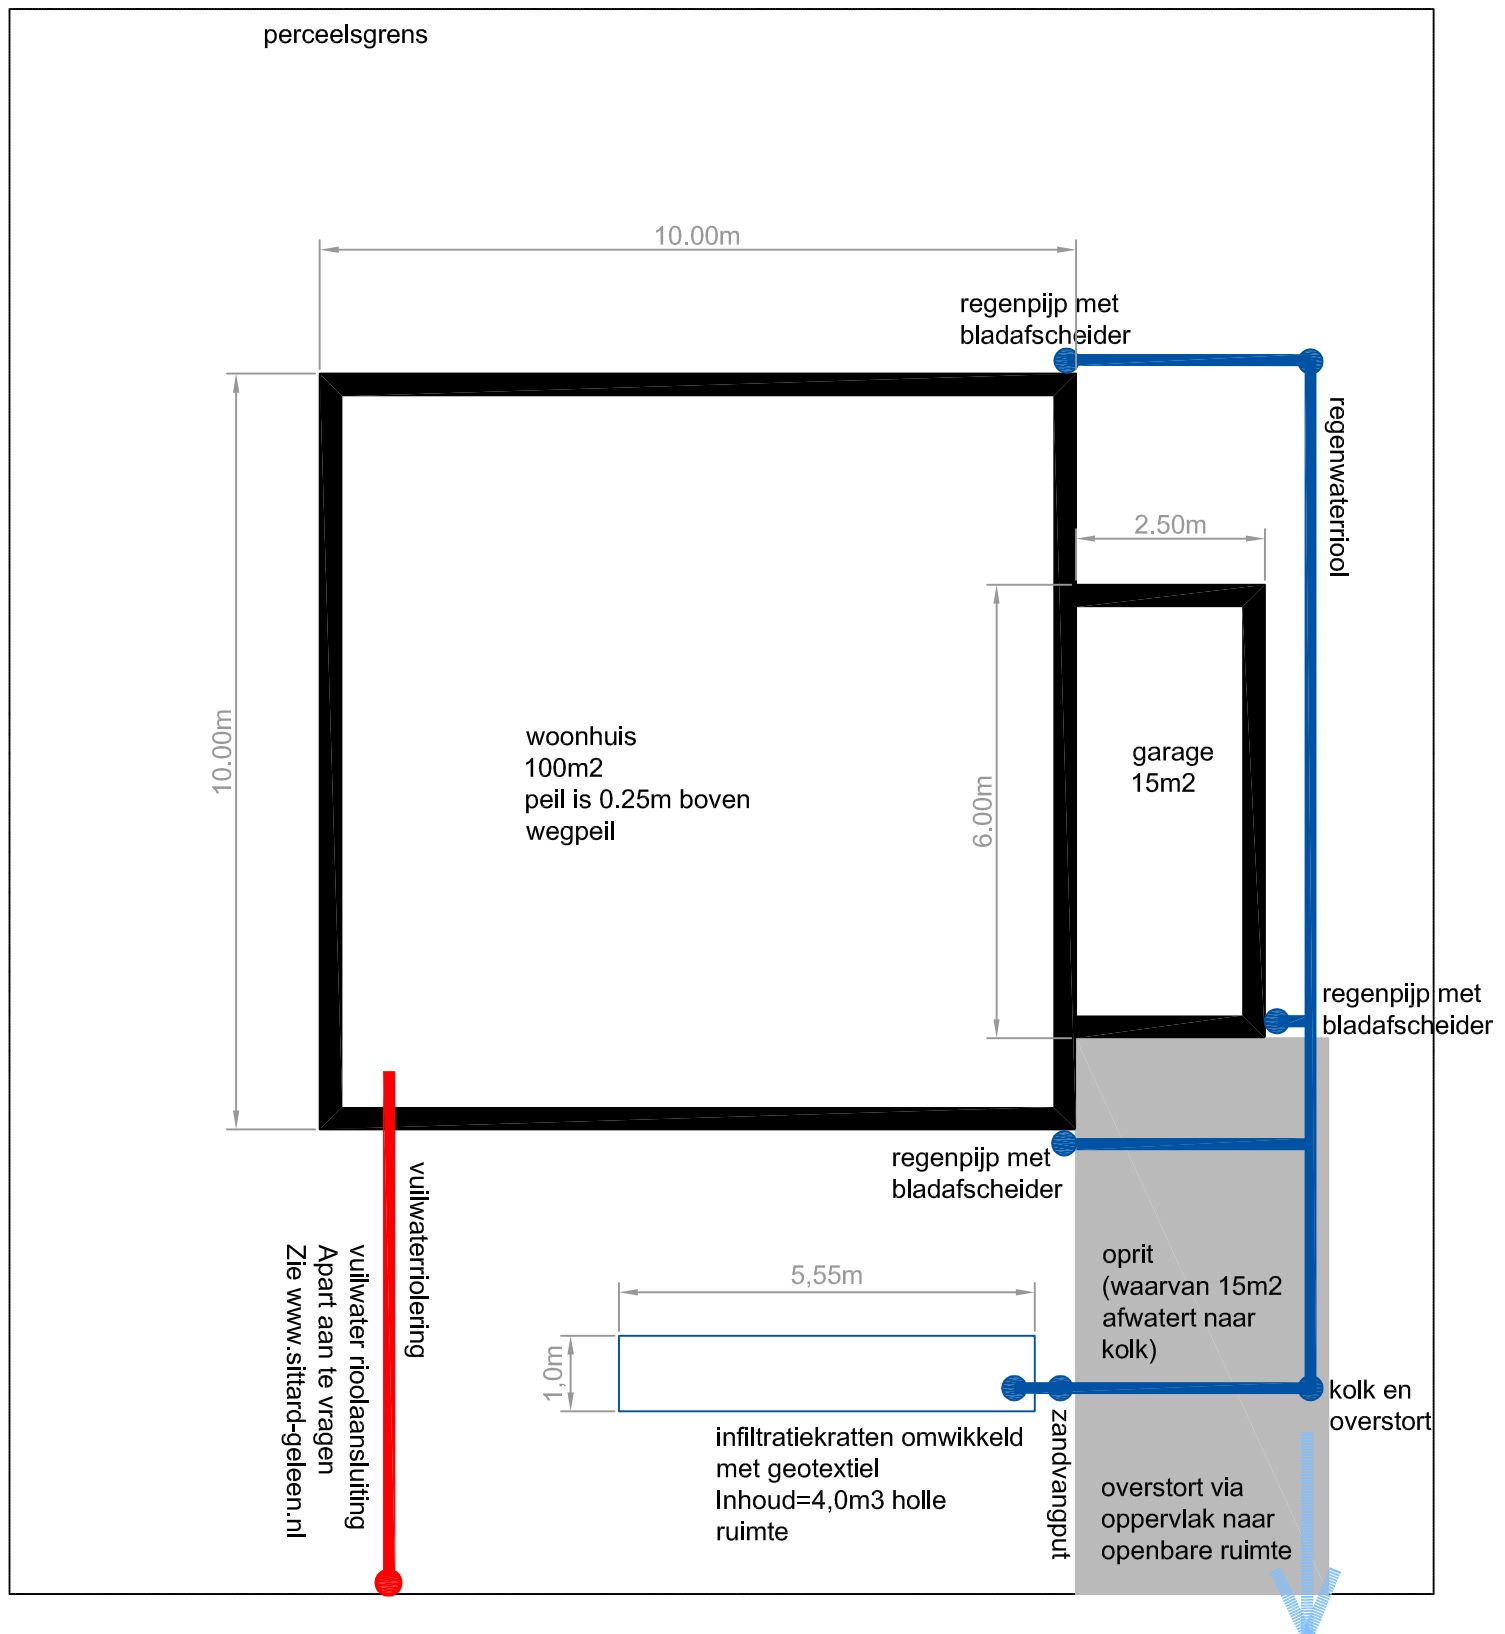 perceelsgrens
10.00m
regenpijp met
bladafscheider
regenwaterriool
2.50m
10.00m
woonhuis
100m2
peil is 0.25m boven
wegpeil
6.00m
garage
15m2
regenpijp met
bladafscheider
regenpijp met
bladafscheider
vuilwaterriolering
vuilwater rioolaansluiting
Apart aan te vragen
Zie www.sittard-geleen.nl
5,55m
1,0m
oprit
(waarvan 15m2
afwatert naar
kolk)
kolk en
overstort
zandvangput
infiltratiekratten omwikkeld
met geotextiel
Inhoud=4,0m3 holle
ruimte
overstort via
oppervlak naar
openbare ruimte